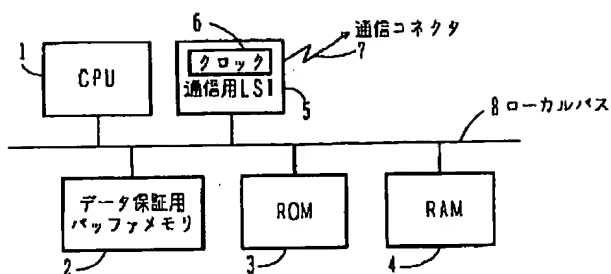 6
通信コネクタ
1
7
クロック
CPU
通信用LSI
5
8 ローカルバス
データ保証用
バッファメモリ
ROM
RAM
2
3
4